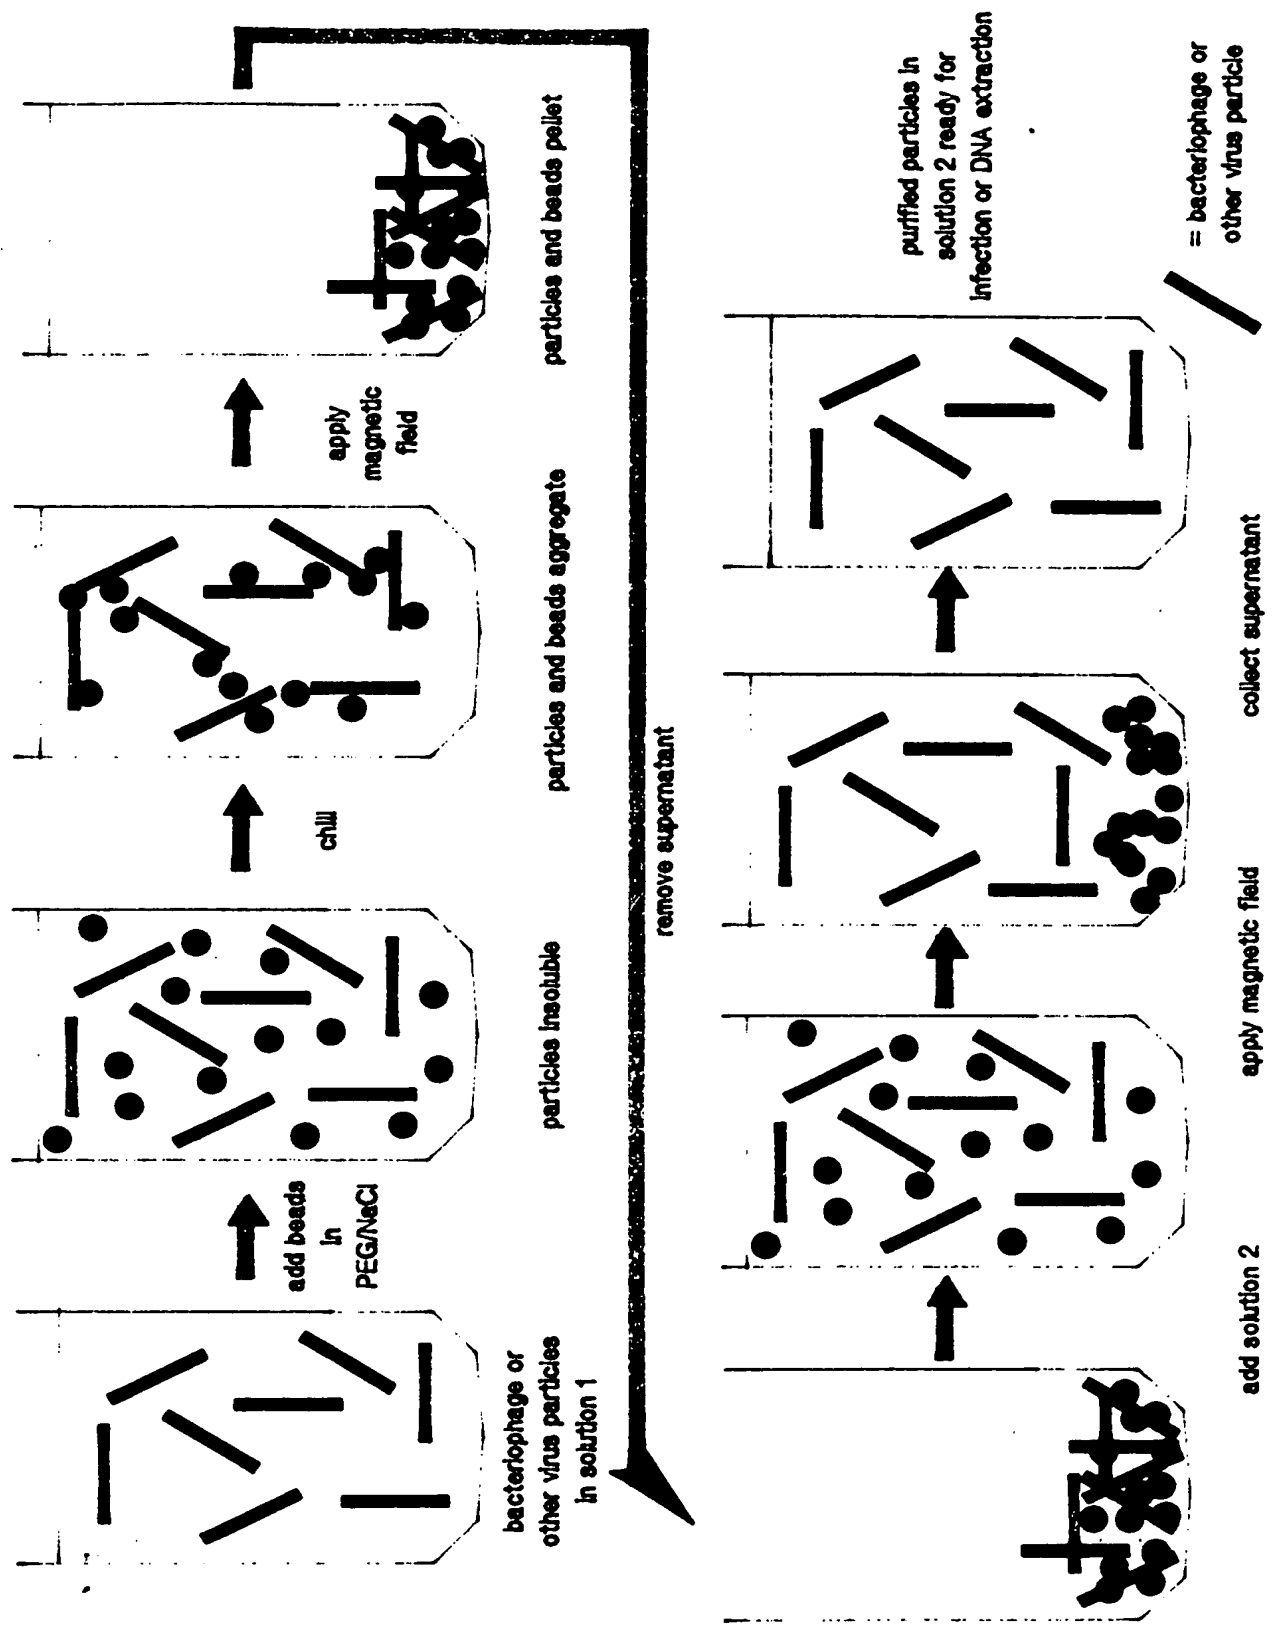 bacteriophage or
other virus particles
in solution 1
add beads
in
PEG/NaCl
particles insoluble
chill
particles and beads aggregate
apply
magnetic
field
particles and beads pellet
remove supernatant
add solution 2
apply magnetic field
collect supernatant
purified particles in
solution 2 ready for
infection or DNA extraction
= bacteriophage or
other virus particle